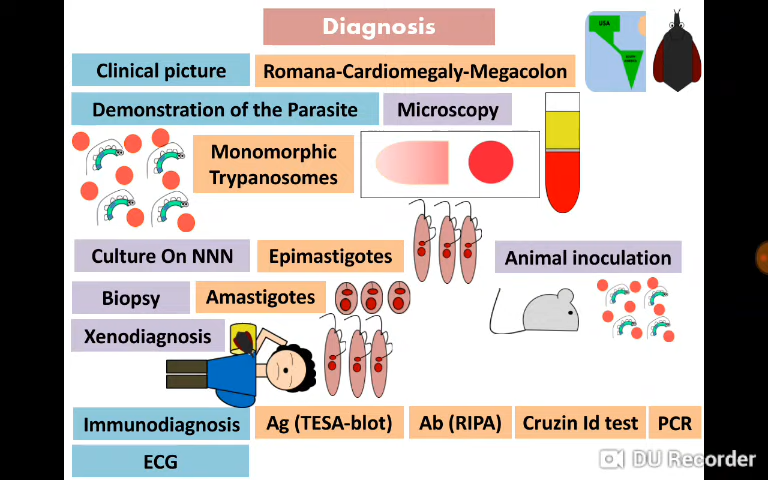 Diagnosis
USA
Clinical picture
Romana-Cardiomegaly-Megacolon
Demonstration of the Parasite
Microscopy
Monomorphic
Trypanosomes
Culture On NNN
Epimastigotes
Animal inoculation
Biopsy
Amastigotes
Xenodiagnosis
Immunodiagnosis
Ag (TESA-blot)
Ab (RIPA)
Cruzin Id test
PCR
ECG
DU Recorder